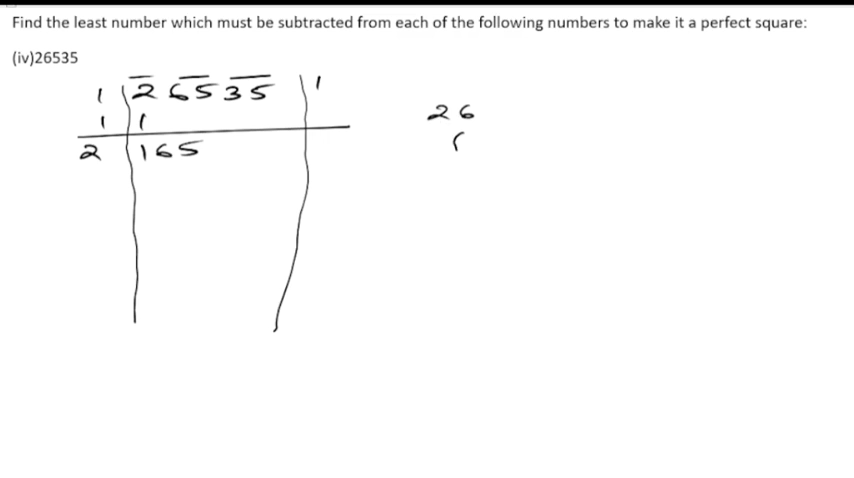 Find the least number which must be subtracted from each of the following numbers to make it a perfect square:
(iv)26535
1 2 65 35 1
1 1
2 165
26